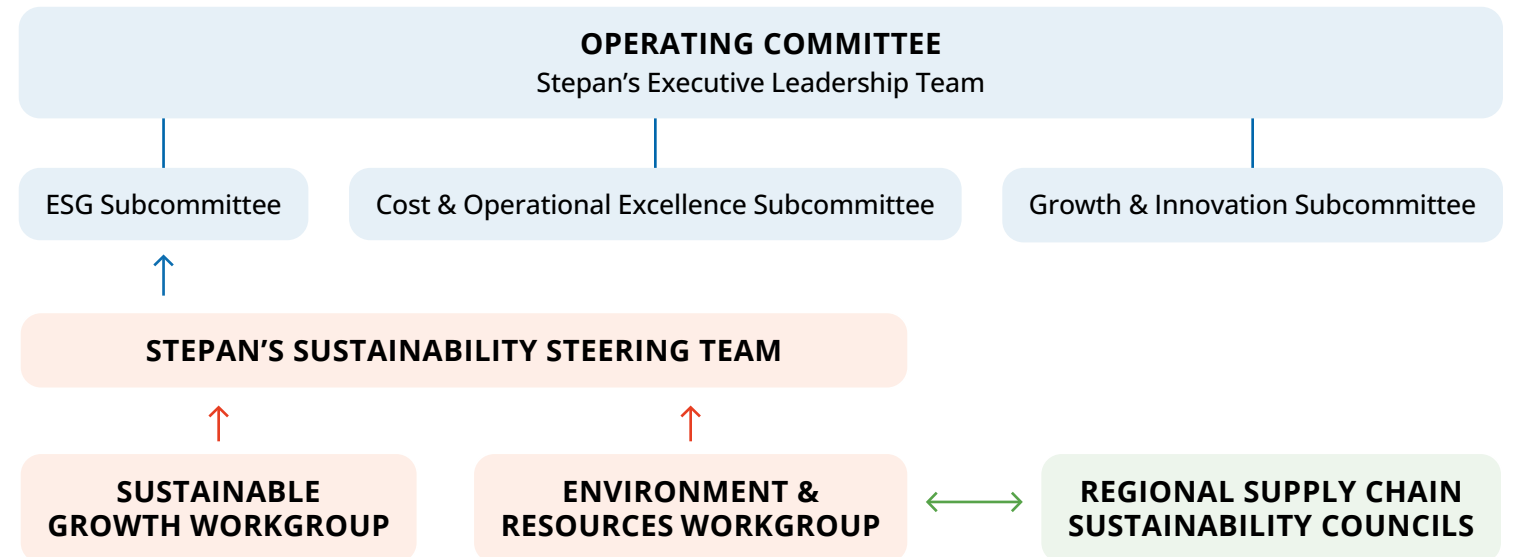 OPERATING COMMITTEE
Stepan’s Executive Leadership Team
ESG Subcommittee
Cost & Operational Excellence Subcommittee
Growth & Innovation Subcommittee
STEPAN’S SUSTAINABILITY STEERING TEAM
SUSTAINABLE
GROWTH WORKGROUP
ENVIRONMENT &
RESOURCES WORKGROUP
REGIONAL SUPPLY CHAIN
SUSTAINABILITY COUNCILS